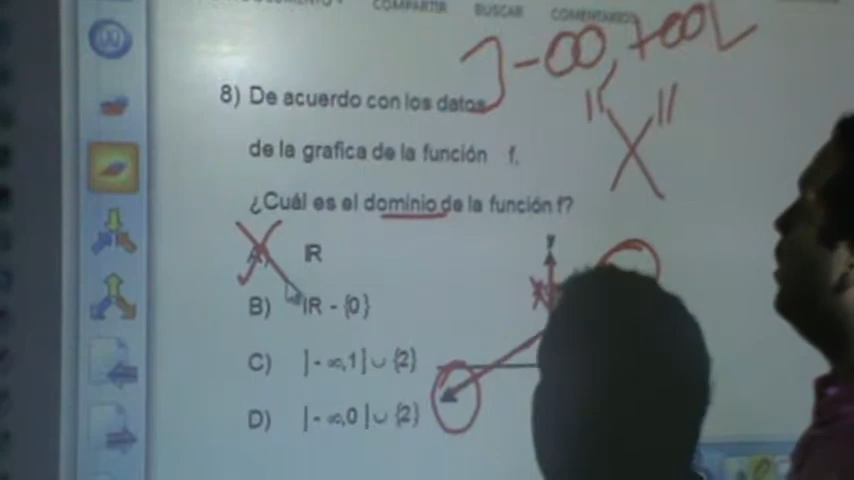 COMPARTIR BUSCAR COMENTARIOS
]-∞,+∞[
"X"
8) De acuerdo con los datos
de la grafica de la función f.
¿Cuál es el dominio de la función f?
A) IR
B) IR - {0}
C) ]-∞,1] ∪ {2}
D) ]-∞,0] ∪ {2}
y